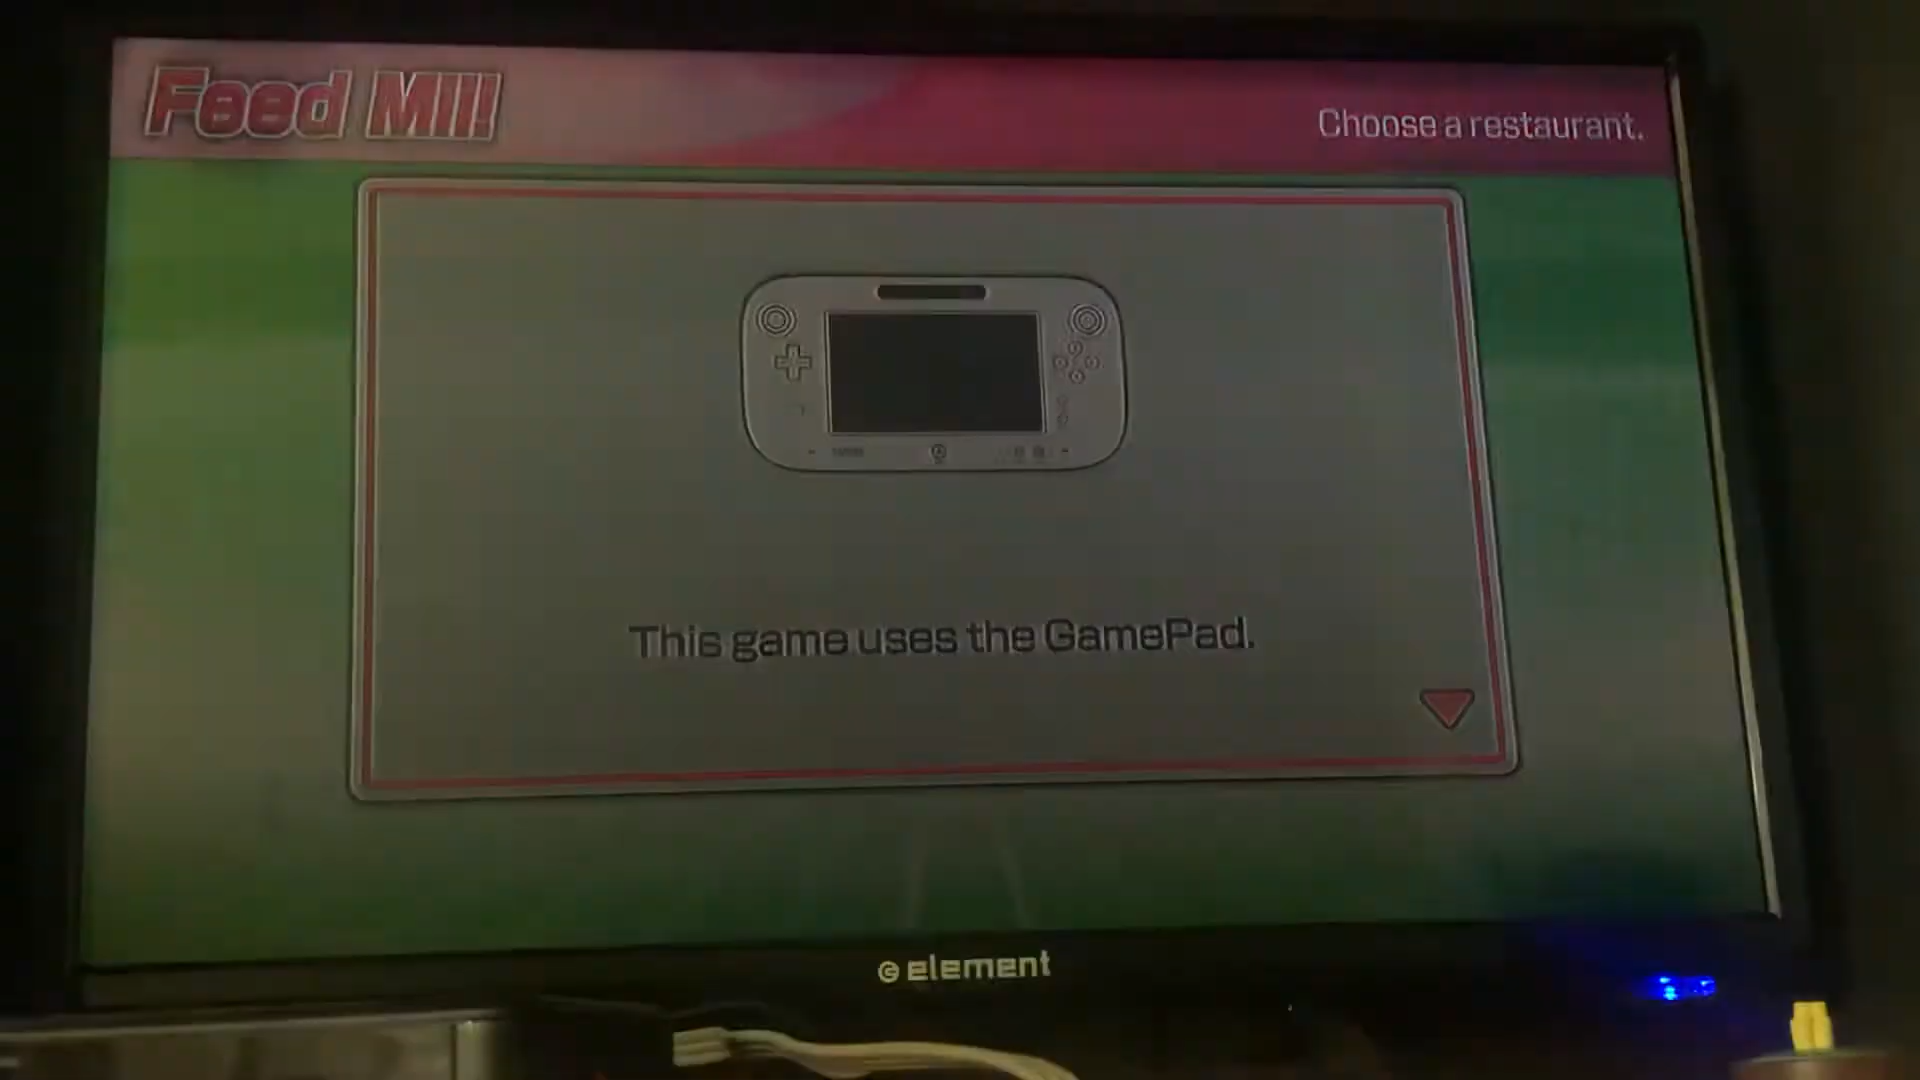 Feed Mii!
Choose a restaurant.
This game uses the GamePad.
element